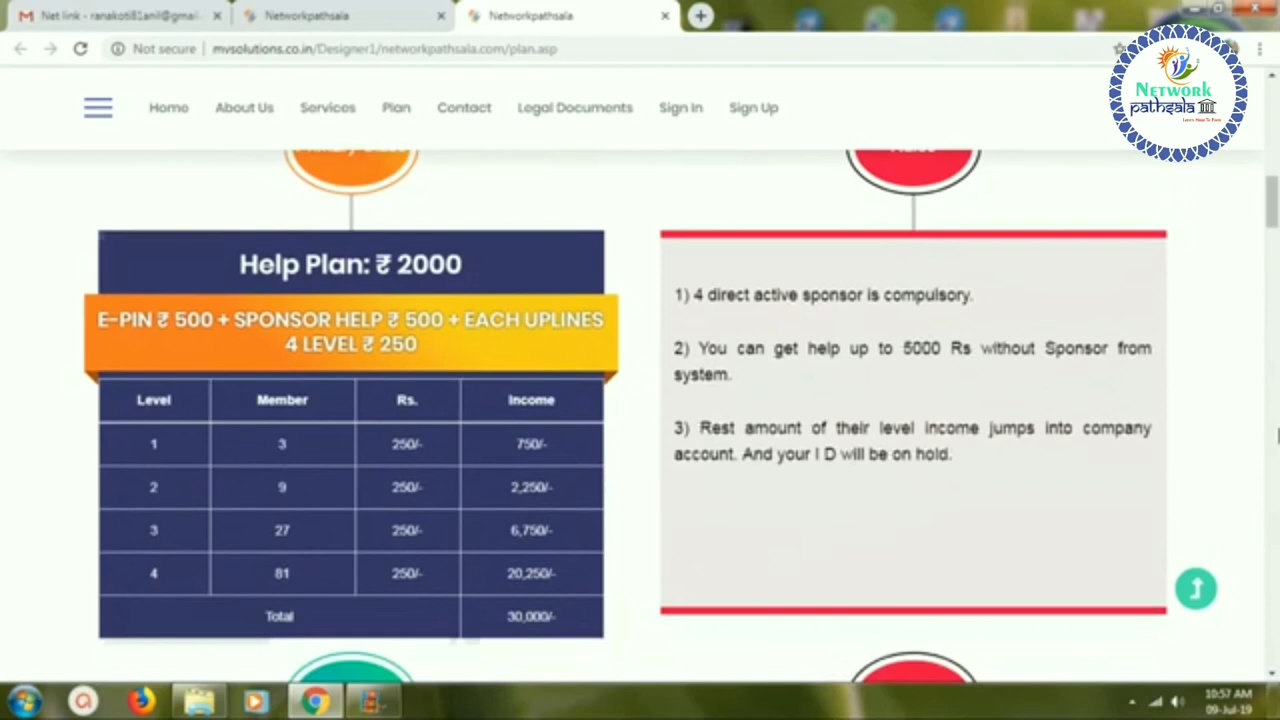 Net link - ranakoti81anil@gmai
Networkpathsala
Networkpathsala
Not secure
mvsolutions.co.in/Designer1/networkpathsala.com/plan.asp
NETWORK
pathsala
Learn How To Earn
Home
About Us
Services
Plan
Contact
Legal Documents
Sign In
Sign Up
Help Plan: ₹ 2000
E-PIN ₹ 500 + SPONSOR HELP ₹ 500 + EACH UPLINES
4 LEVEL ₹ 250
Level Member Rs. Income
1 3 250/- 750/-
2 9 250/- 2,250/-
3 27 250/- 6,750/-
4 81 250/- 20,250/-
Total 30,000/-
1) 4 direct active sponsor is compulsory.
2) You can get help up to 5000 Rs without Sponsor from
system.
3) Rest amount of their level income jumps into company
account. And your I D will be on hold.
10:57 AM
09-Jul-19